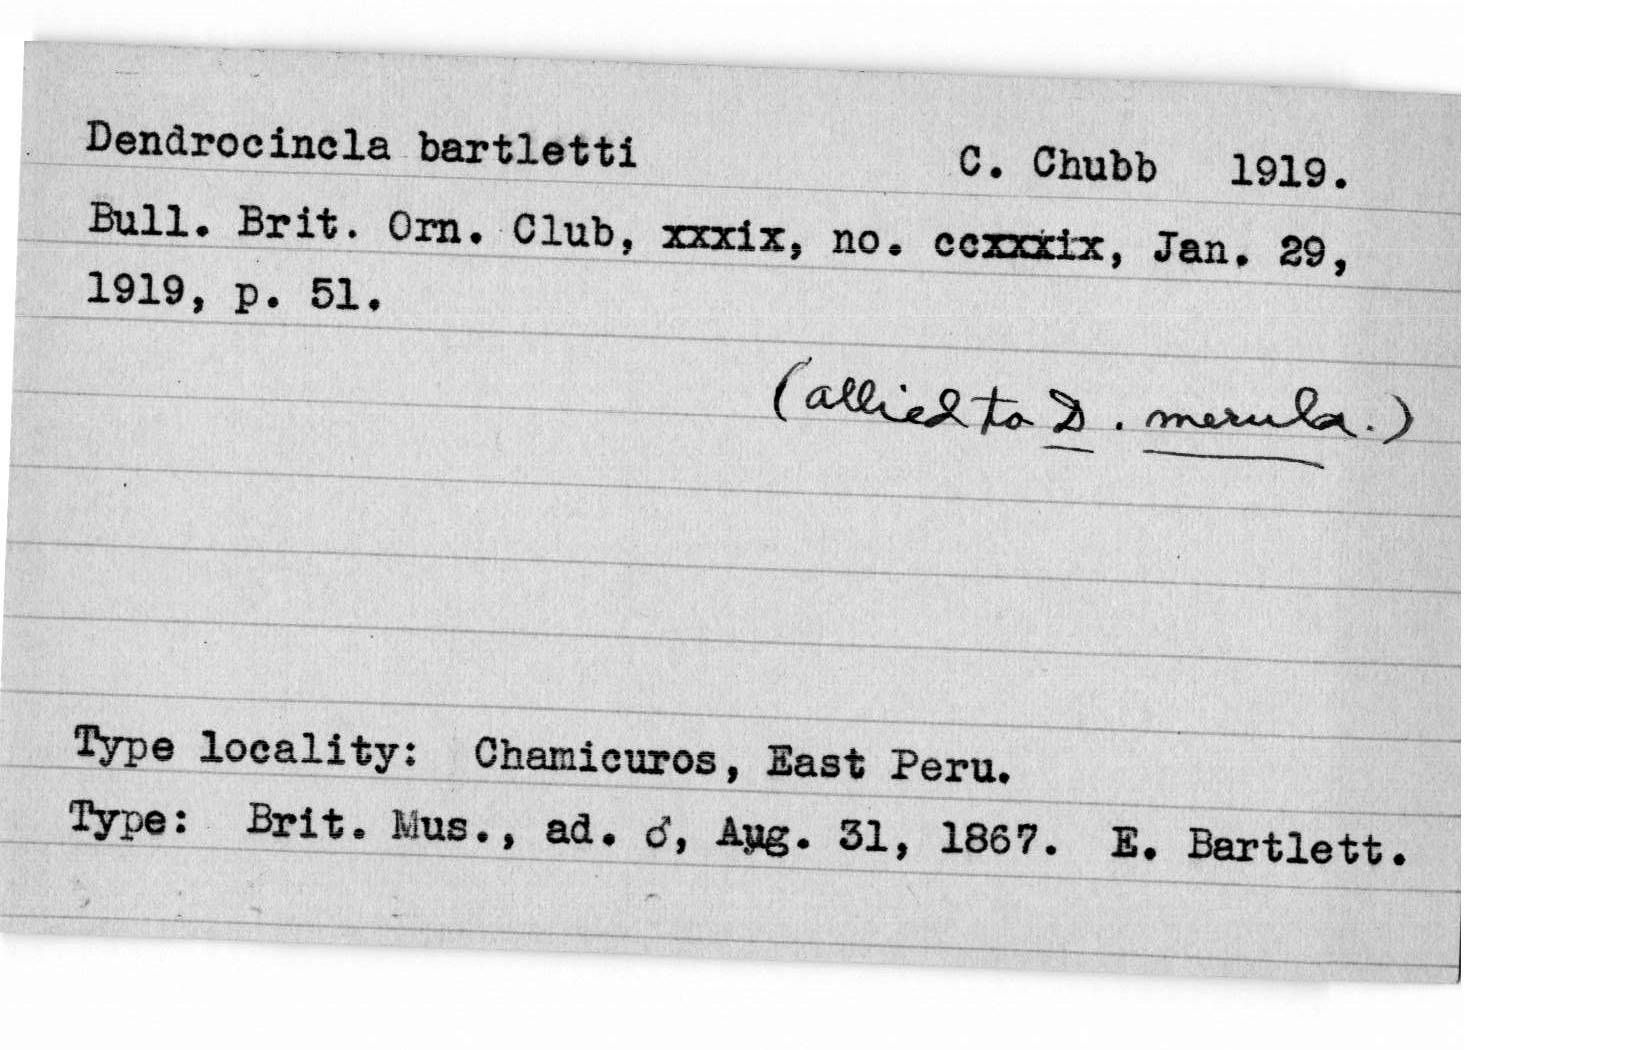 Dendrocincla bartletti C. Chubb 1919.
Bull. Brit. Orn. Club, xxxix, no. ccxxxix, Jan. 29,
1919, p. 51.
(allied to D. merula.)
Type locality: Chamicuros, East Peru.
Type: Brit. Mus., ad. ♂, Aug. 31, 1867. E. Bartlett.